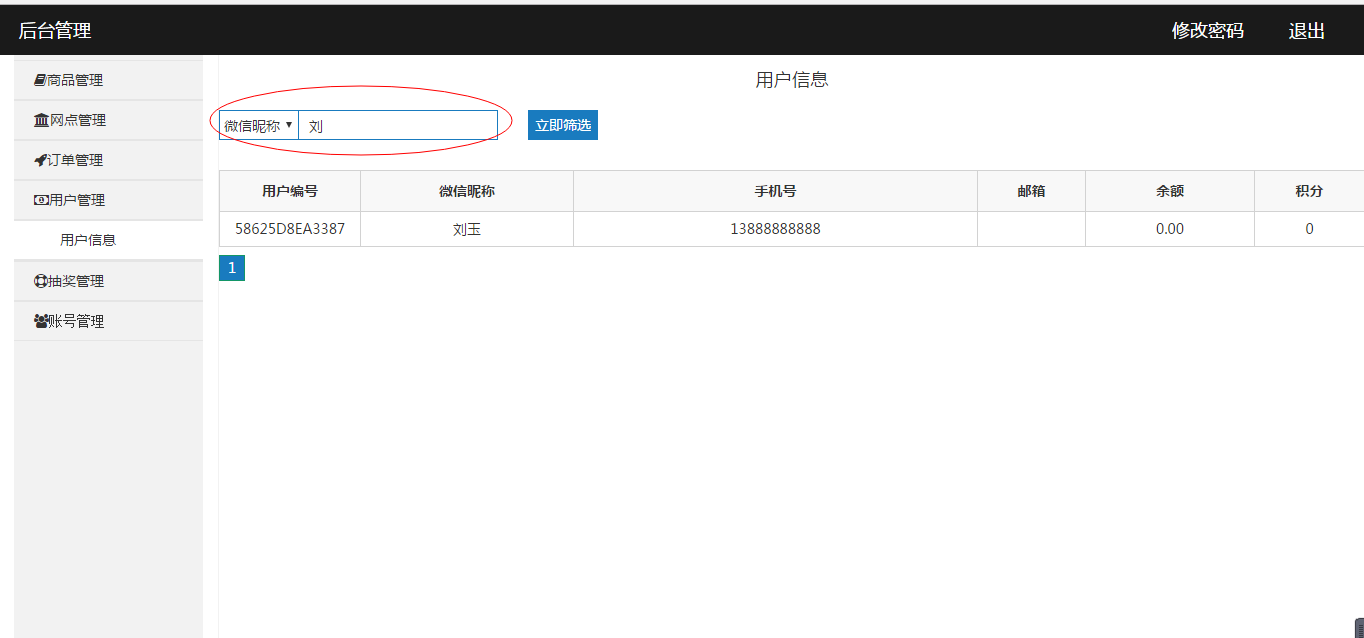 后台管理 修改密码 退出
商品管理
网点管理
订单管理
用户管理
用户信息
抽奖管理
账号管理
用户信息
微信昵称 刘 立即筛选
用户编号 微信昵称 手机号 邮箱 余额 积分
58625D8EA3387 刘玉 13888888888 0.00 0
1